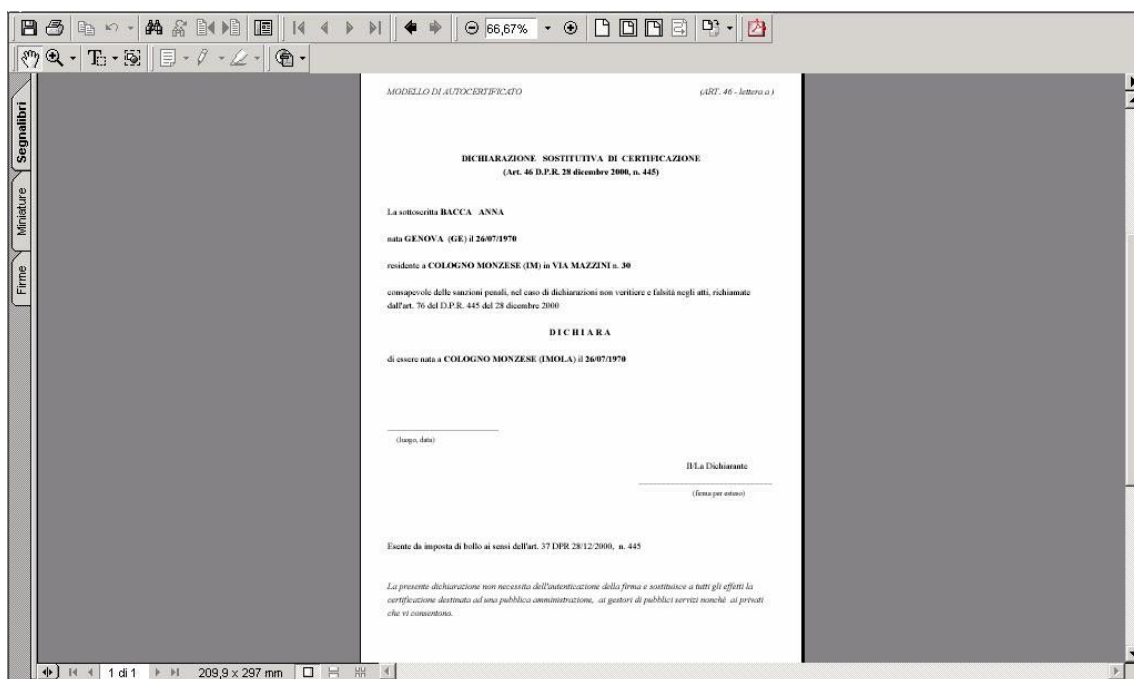 66,67%
Segnalibri
Miniature
Firme
MODELLO DI AUTOCERTIFICATO (ART. 46 - lettera a )
DICHIARAZIONE SOSTITUTIVA DI CERTIFICAZIONE
(Art. 46 D.P.R. 28 dicembre 2000, n. 445)
La sottoscritta BACCA ANNA
nata GENOVA (GE) il 26/07/1970
residente a COLOGNO MONZESE (IM) in VIA MAZZINI n. 30
consapevole delle sanzioni penali, nel caso di dichiarazioni non veritiere e falsità negli atti, richiamate
dall'art. 76 del D.P.R. 445 del 28 dicembre 2000
D I C H I A R A
di essere nata a COLOGNO MONZESE (IMOLA) il 26/07/1970
(luogo, data)
Il/La Dichiarante
(firma per esteso)
Esente da imposta di bollo ai sensi dell'art. 37 DPR 28/12/2000, n. 445
La presente dichiarazione non necessita dell'autenticazione della firma e sostituisce a tutti gli effetti la
certificazione destinata ad una pubblica amministrazione, ai gestori di pubblici servizi nonchè ai privati
che vi consentono.
1 di 1 209,9 x 297 mm